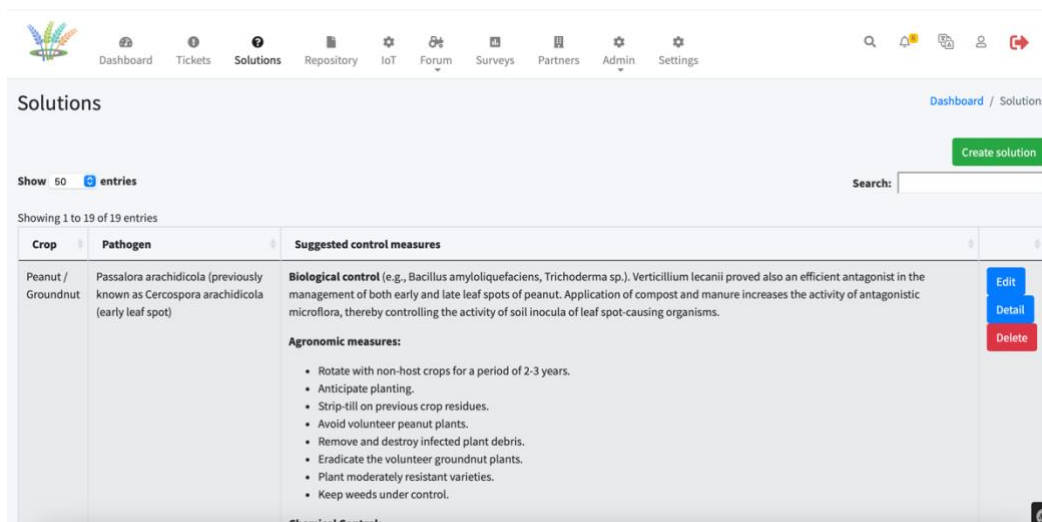 Dashboard Tickets Solutions Repository IoT Forum Surveys Partners Admin Settings
Solutions
Dashboard / Solution
Create solution
Show 50 entries
Search:
Showing 1 to 19 of 19 entries
Crop Pathogen Suggested control measures
Peanut / Groundnut
Passalora arachidicola (previously
known as Cercospora arachidicola
(early leaf spot)
Biological control (e.g., Bacillus amyloliquefaciens, Trichoderma sp.). Verticillium lecanii proved also an efficient antagonist in the
management of both early and late leaf spots of peanut. Application of compost and manure increases the activity of antagonistic
microflora, thereby controlling the activity of soil inocula of leaf spot-causing organisms.
Agronomic measures:
• Rotate with non-host crops for a period of 2-3 years.
• Anticipate planting.
• Strip-till on previous crop residues.
• Avoid volunteer peanut plants.
• Remove and destroy infected plant debris.
• Eradicate the volunteer groundnut plants.
• Plant moderately resistant varieties.
• Keep weeds under control.
Edit
Detail
Delete